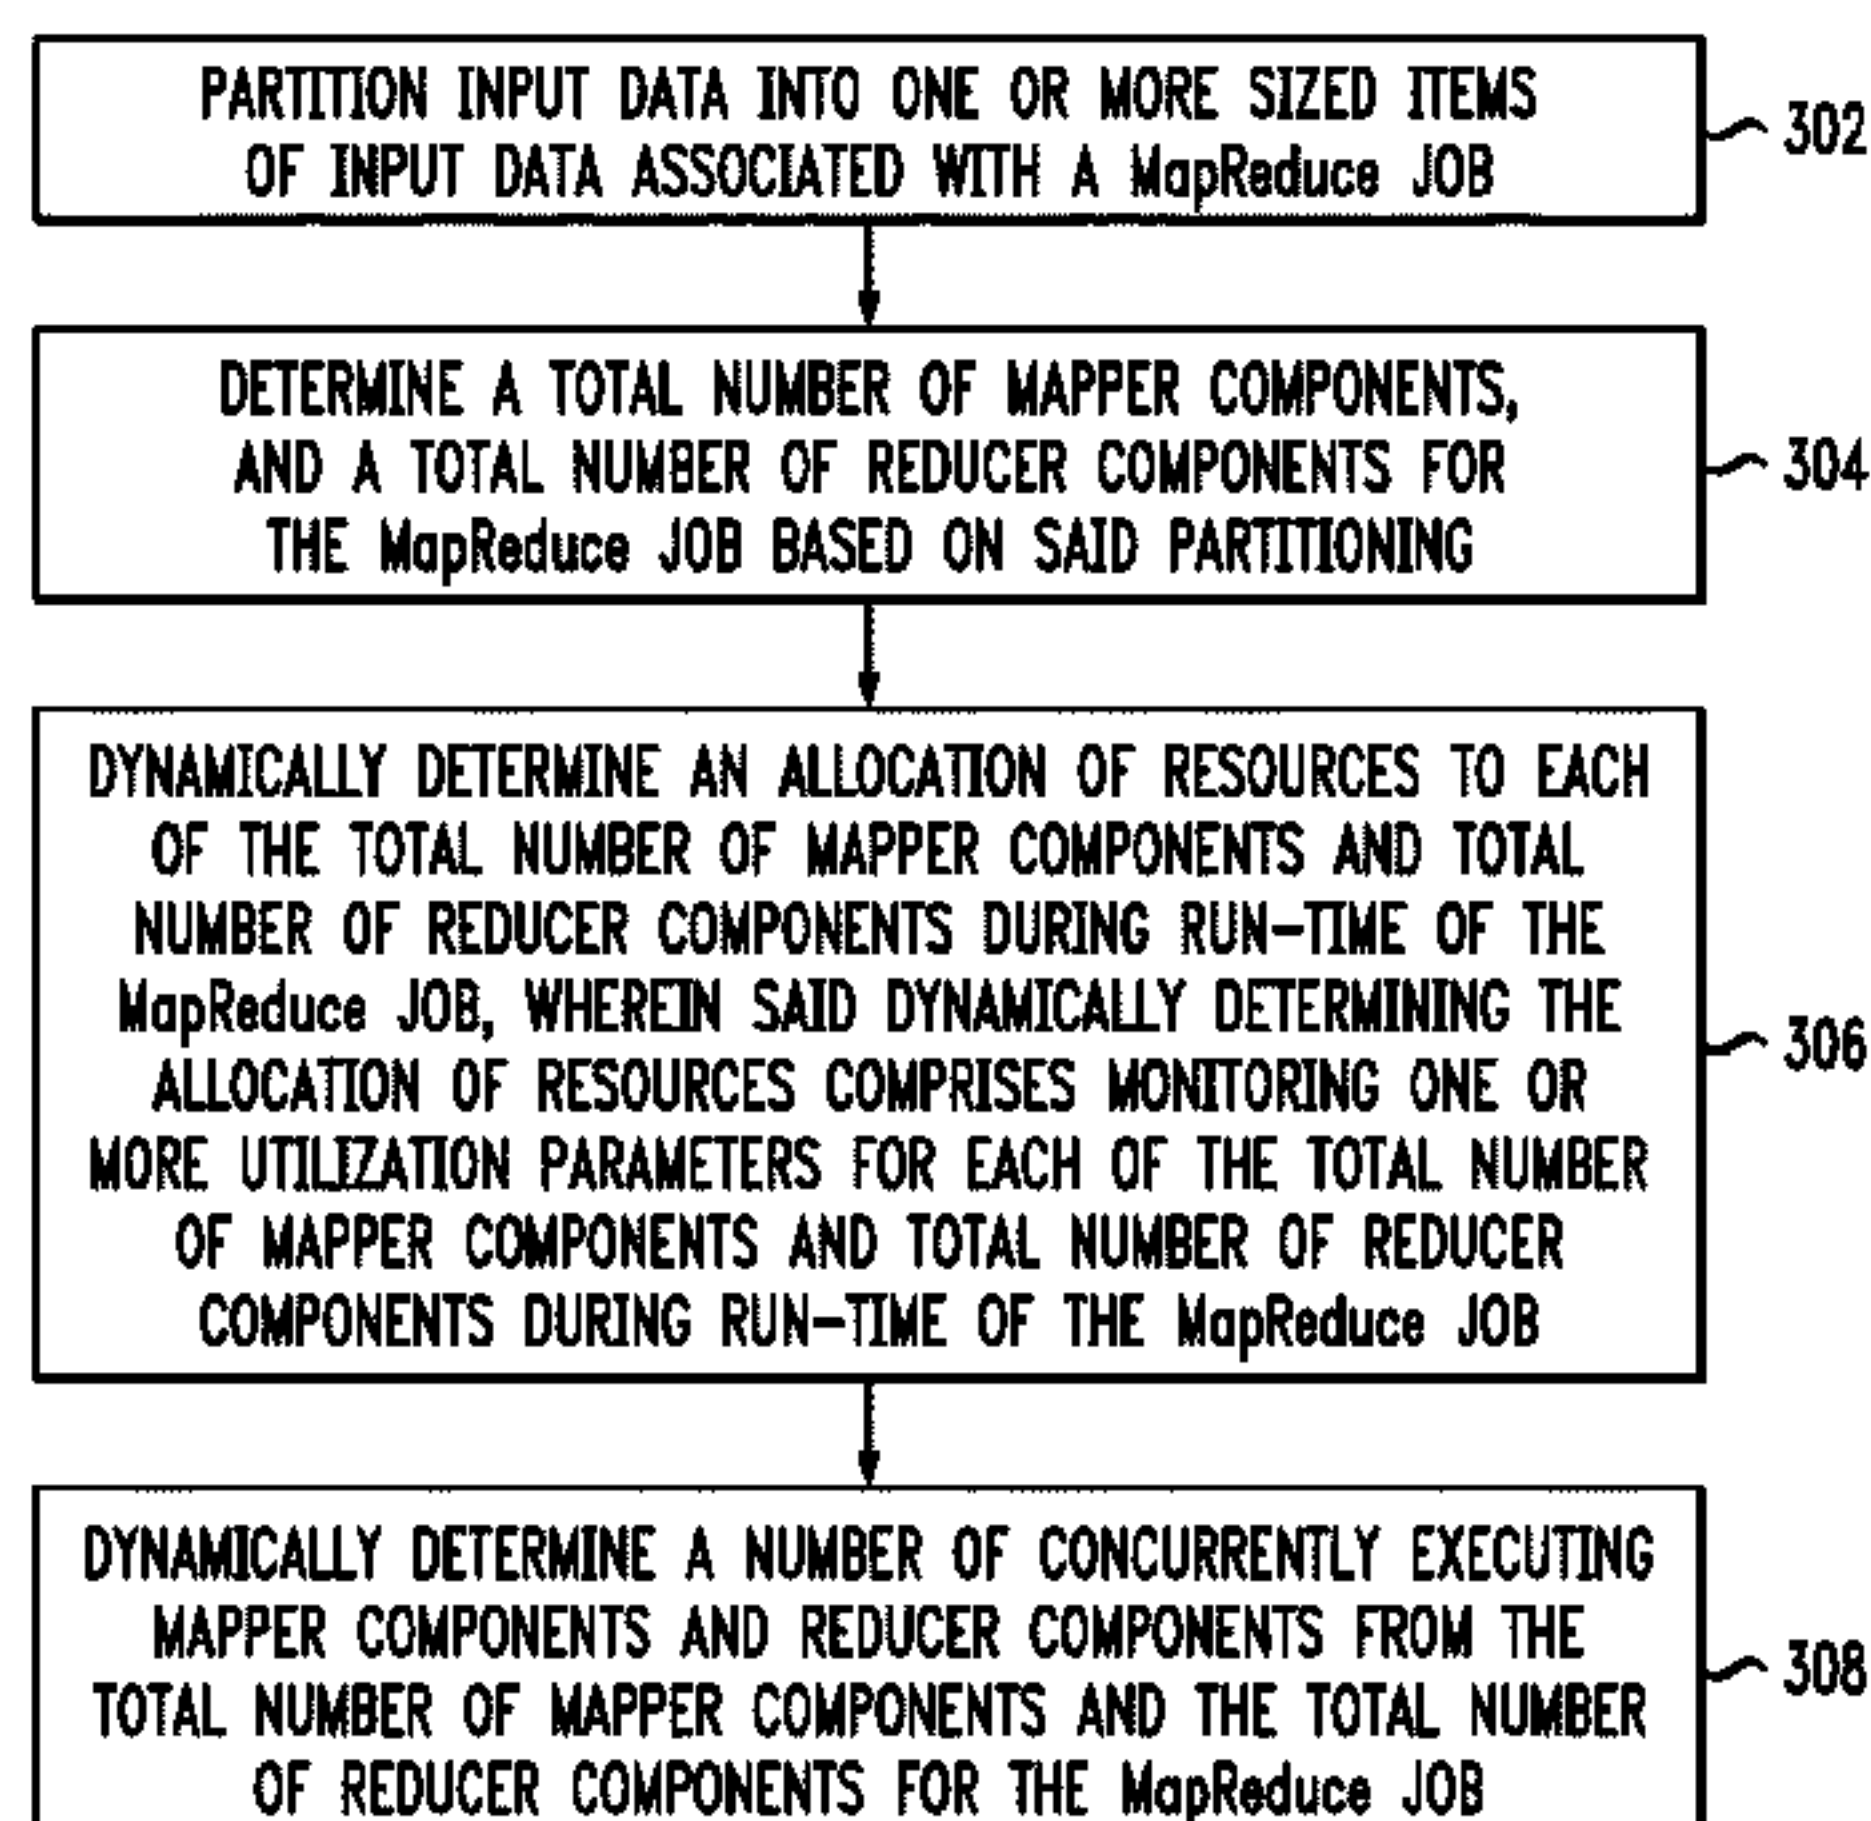 PARTITION INPUT DATA INTO ONE OR MORE SIZED ITEMS
OF INPUT DATA ASSOCIATED WITH A MapReduce JOB
302
DETERMINE A TOTAL NUMBER OF MAPPER COMPONENTS,
AND A TOTAL NUMBER OF REDUCER COMPONENTS FOR
THE MapReduce JOB BASED ON SAID PARTITIONING
304
DYNAMICALLY DETERMINE AN ALLOCATION OF RESOURCES TO EACH
OF THE TOTAL NUMBER OF MAPPER COMPONENTS AND TOTAL
NUMBER OF REDUCER COMPONENTS DURING RUN-TIME OF THE
MapReduce JOB, WHEREIN SAID DYNAMICALLY DETERMINING THE
ALLOCATION OF RESOURCES COMPRISES MONITORING ONE OR
MORE UTILIZATION PARAMETERS FOR EACH OF THE TOTAL NUMBER
OF MAPPER COMPONENTS AND TOTAL NUMBER OF REDUCER
COMPONENTS DURING RUN-TIME OF THE MapReduce JOB
306
DYNAMICALLY DETERMINE A NUMBER OF CONCURRENTLY EXECUTING
MAPPER COMPONENTS AND REDUCER COMPONENTS FROM THE
TOTAL NUMBER OF MAPPER COMPONENTS AND THE TOTAL NUMBER
OF REDUCER COMPONENTS FOR THE MapReduce JOB
308